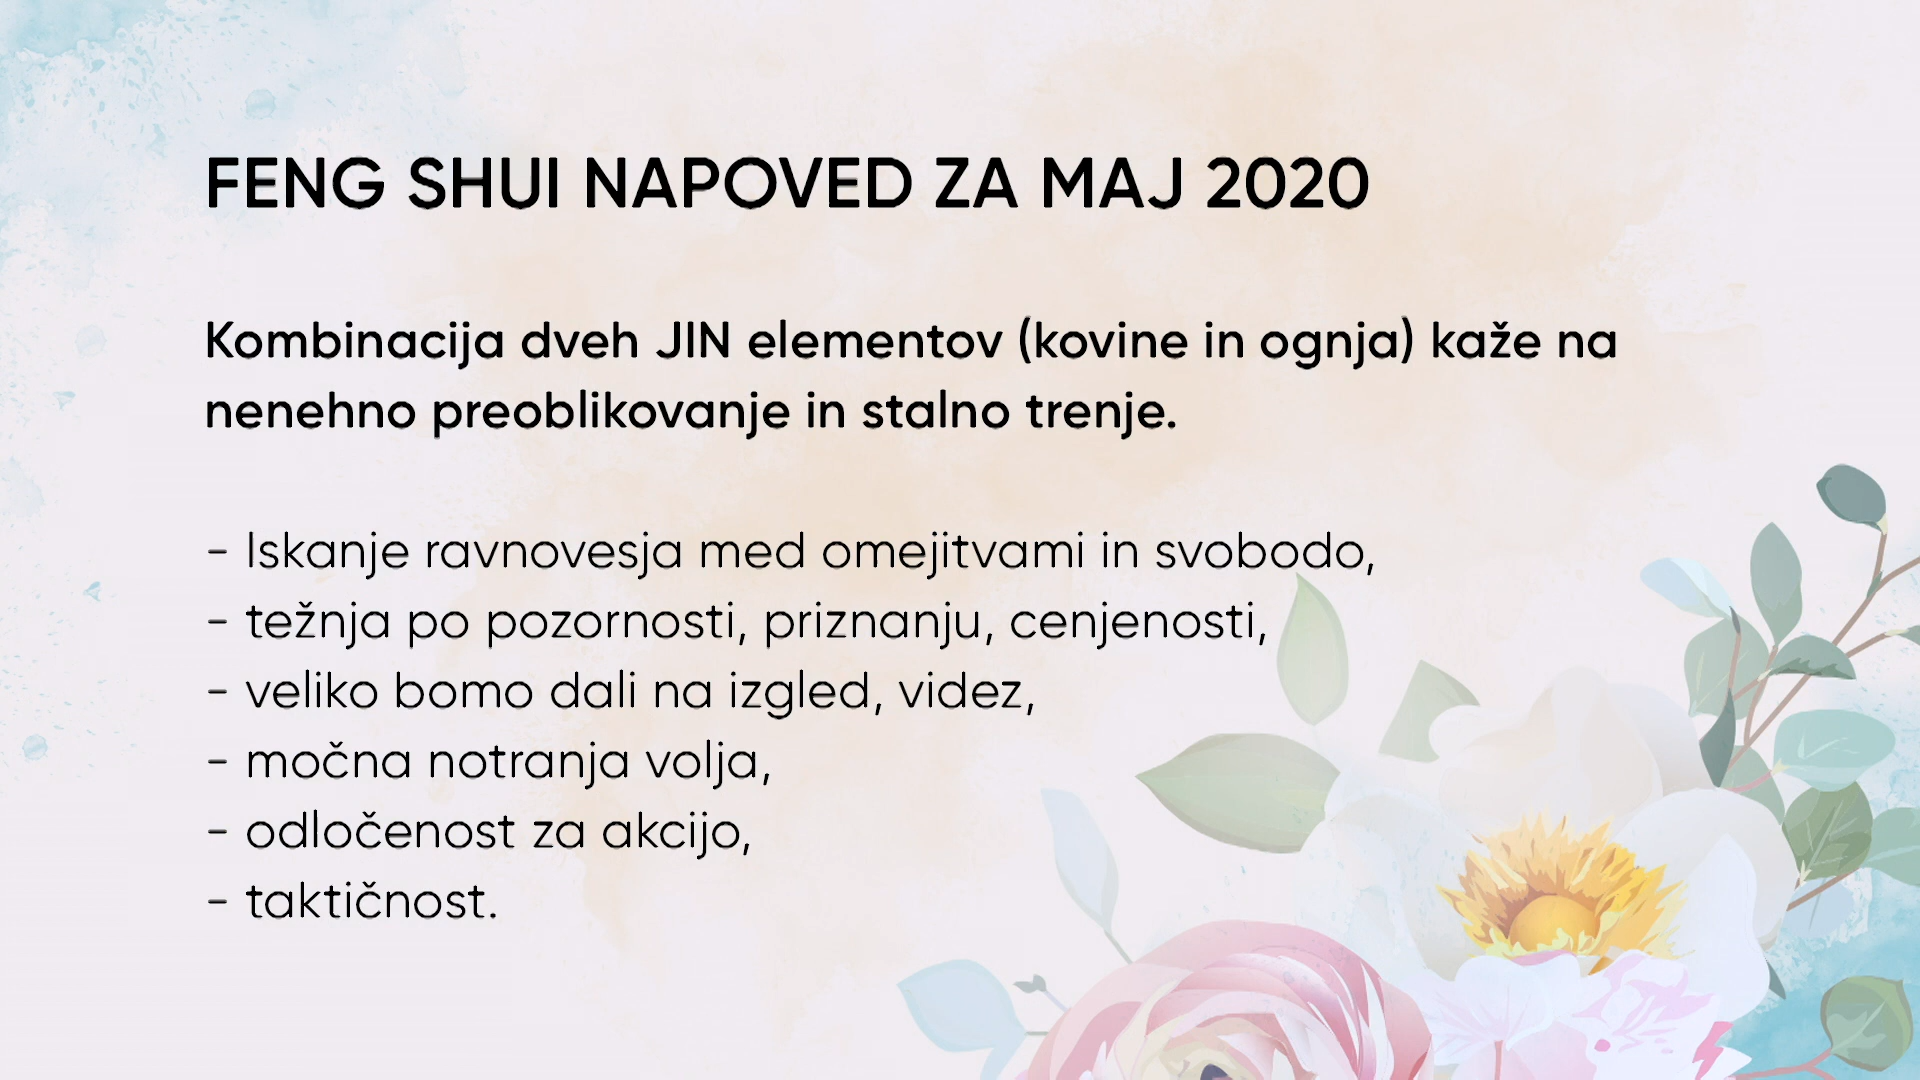 FENG SHUI NAPOVED ZA MAJ 2020
Kombinacija dveh JIN elementov (kovine in ognja) kaže na
nenehno preoblikovanje in stalno trenje.
- Iskanje ravnovesja med omejitvami in svobodo,
- težnja po pozornosti, priznanju, cenjenosti,
- veliko bomo dali na izgled, videz,
- močna notranja volja,
- odločenost za akcijo,
- taktičnost.